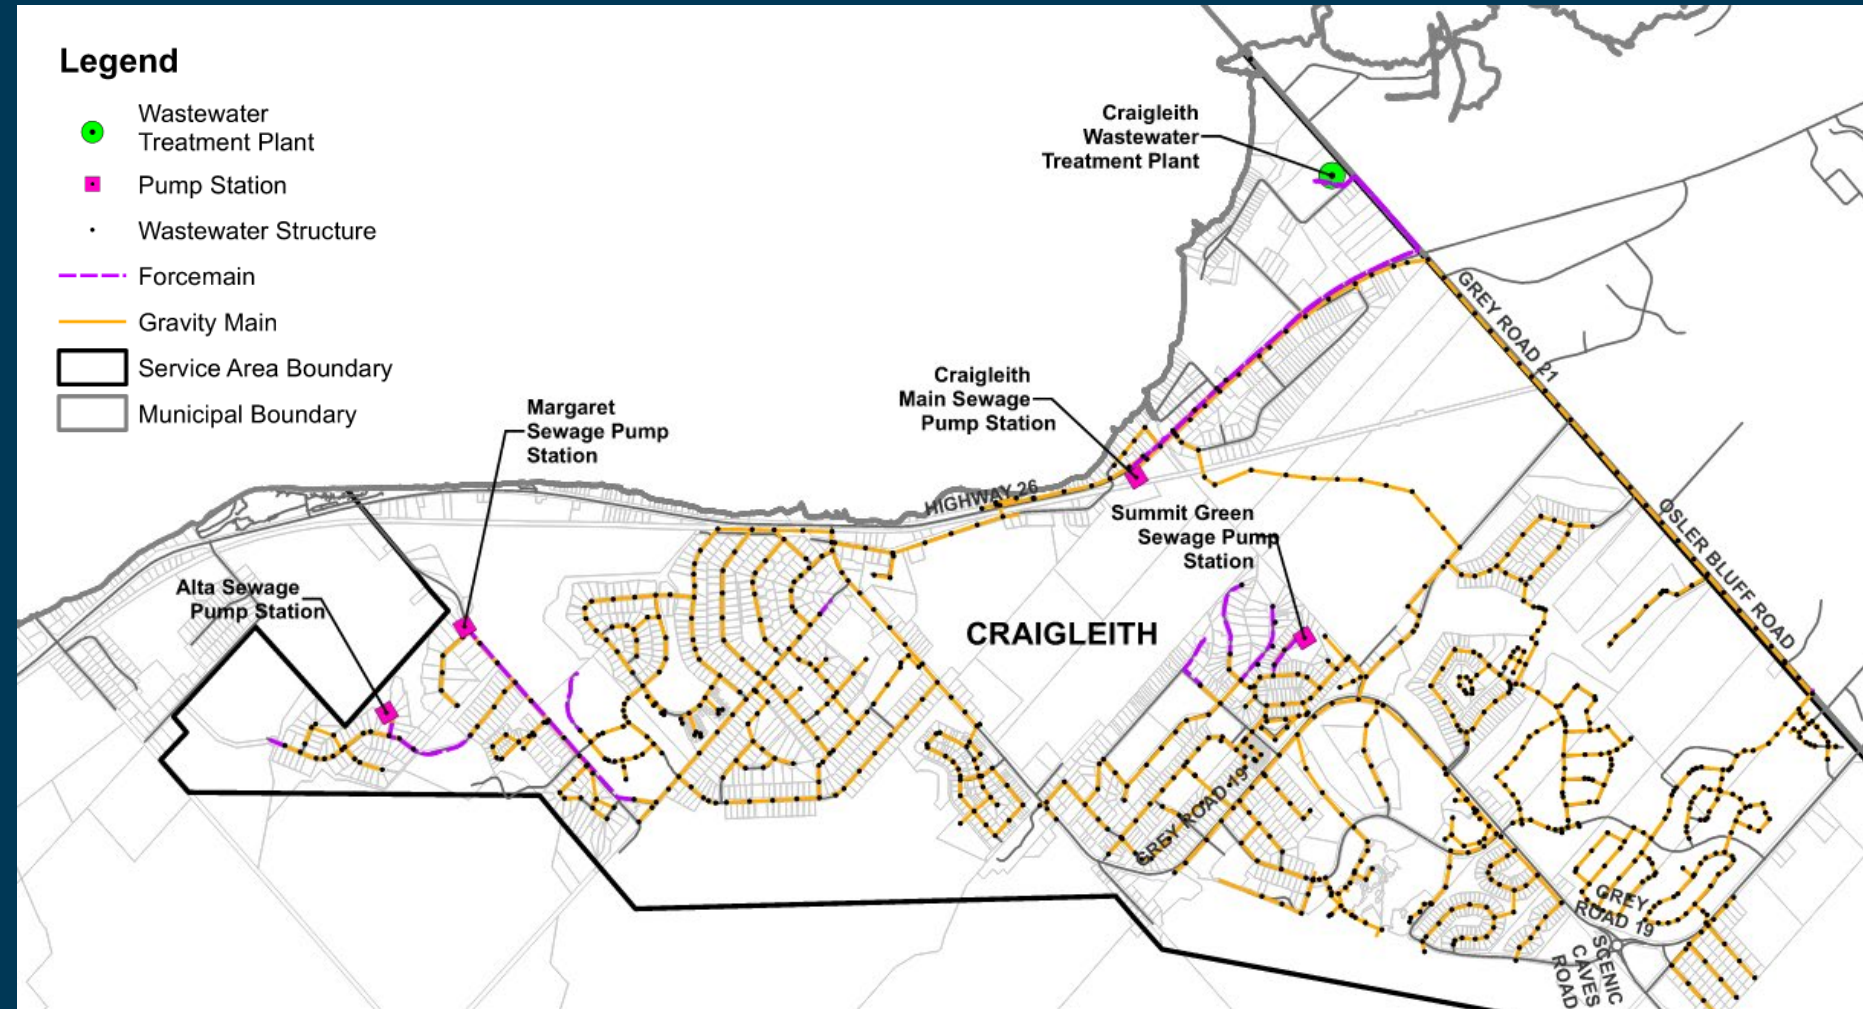 Legend
Wastewater
Treatment Plant
Pump Station
Wastewater Structure
Forcemain
Gravity Main
Service Area Boundary
Municipal Boundary
Craigleith
Wastewater
Treatment Plant
Craigleith
Main Sewage
Pump Station
Margaret
Sewage Pump
Station
Alta Sewage
Pump Station
Summit Green
Sewage Pump
Station
HIGHWAY 26
CRAIGLEITH
GREY ROAD 21
OSLER BLUFF ROAD
GREY ROAD 19
GREY
ROAD 19
SCENIC
CAVES
ROAD